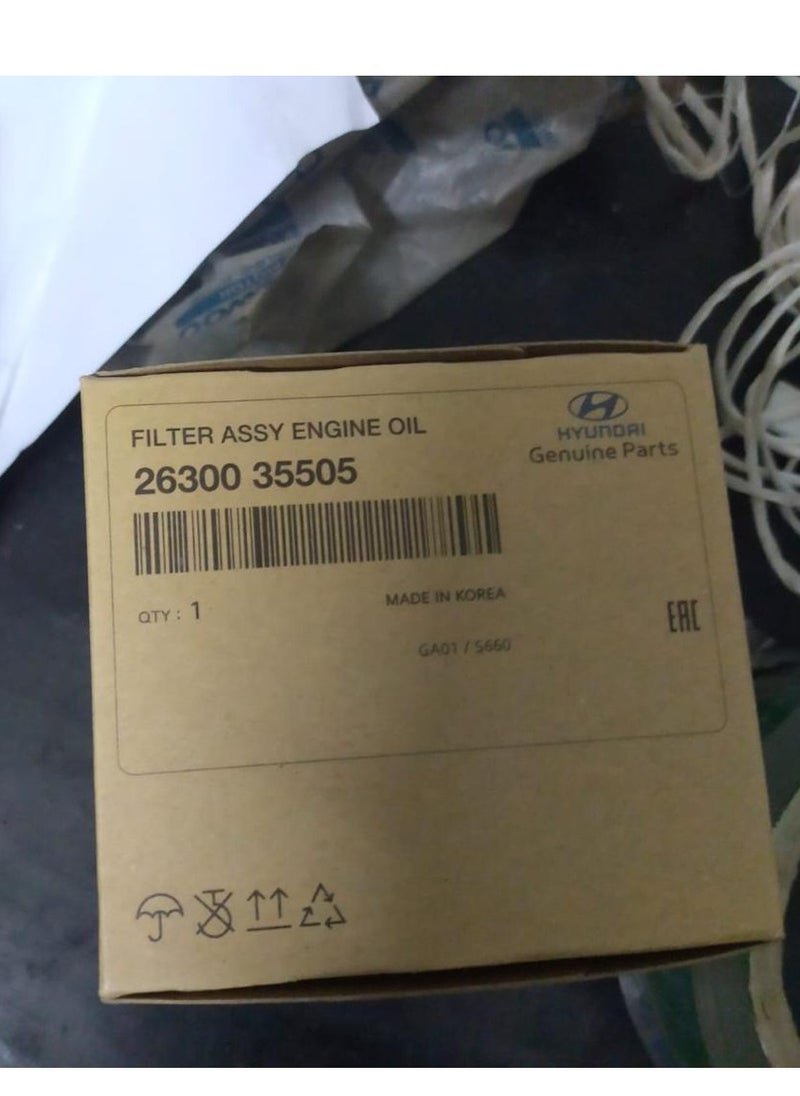 FILTER ASSY ENGINE OIL
26300 35505
HYUNDAI
Genuine Parts
QTY : 1
MADE IN KOREA
GA01 / S660
EAC